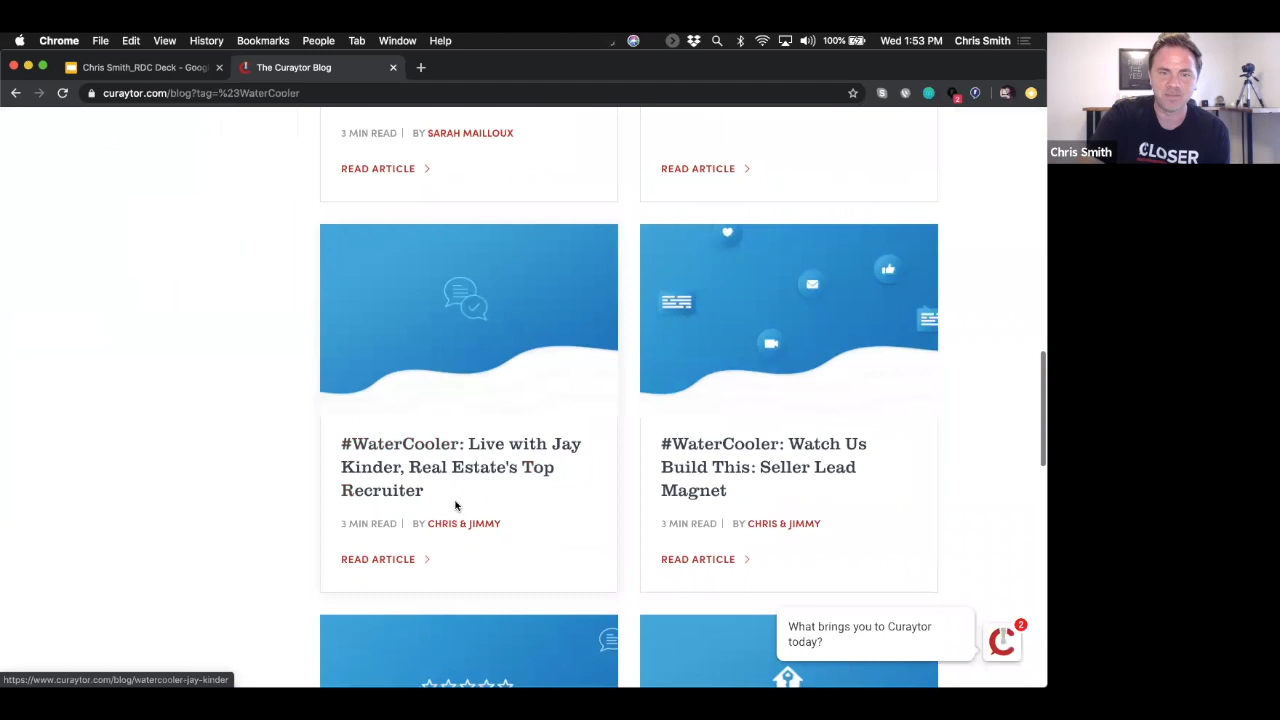 Chrome File Edit View History Bookmarks People Tab Window Help
100% Wed 1:53 PM Chris Smith
Chris Smith_RDC Deck - Goog
The Curaytor Blog
curaytor.com/blog?tag=%23WaterCooler
2
3 MIN READ | BY SARAH MAILLOUX
READ ARTICLE
READ ARTICLE
#WaterCooler: Live with Jay
Kinder, Real Estate's Top
Recruiter
3 MIN READ | BY CHRIS & JIMMY
READ ARTICLE
#WaterCooler: Watch Us
Build This: Seller Lead
Magnet
3 MIN READ | BY CHRIS & JIMMY
READ ARTICLE
What brings you to Curaytor
today?
2
https://www.curaytor.com/blog/watercooler-jay-kinder
CLOSER
Chris Smith